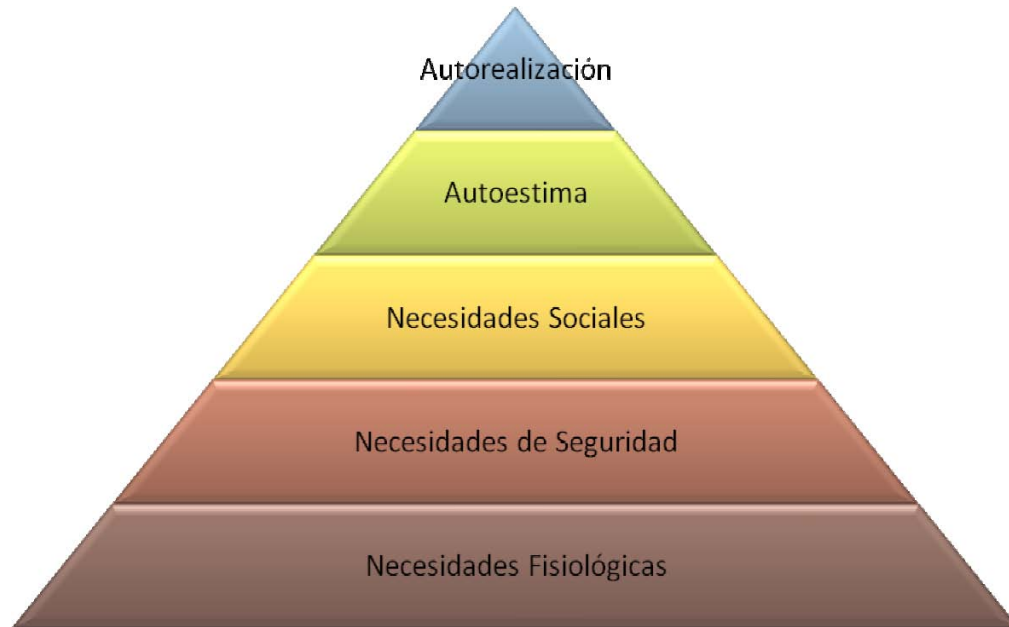 Autorealización
Autoestima
Necesidades Sociales
Necesidades de Seguridad
Necesidades Fisiológicas